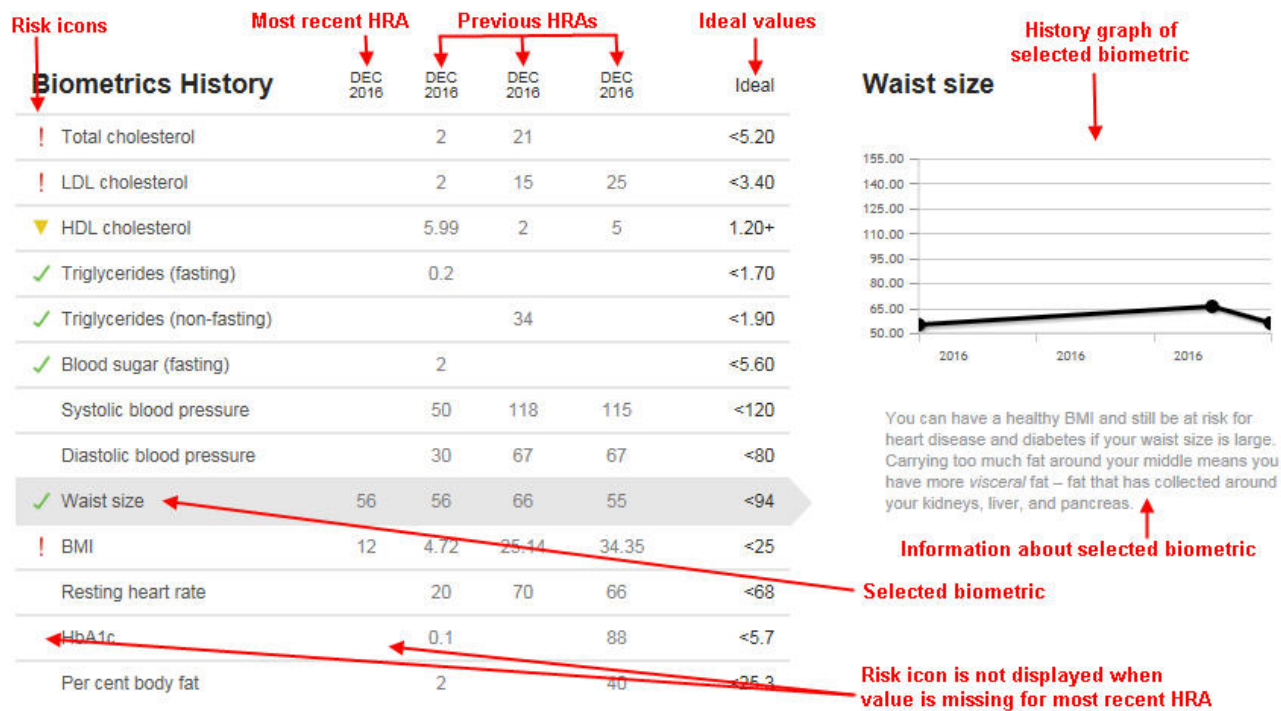 Risk icons
Most recent HRA
Previous HRAs
Ideal values
History graph of
selected biometric
Biometrics History
DEC
2016
DEC
2016
DEC
2016
DEC
2016
Ideal
Waist size
! Total cholesterol 2 21 <5.20
! LDL cholesterol 2 15 25 <3.40
HDL cholesterol 5.99 2 5 1.20+
Triglycerides (fasting) 0.2 <1.70
Triglycerides (non-fasting) 34 <1.90
Blood sugar (fasting) 2 <5.60
Systolic blood pressure 50 118 115 <120
Diastolic blood pressure 30 67 67 <80
Waist size 56 56 66 55 <94
! BMI 12 4.72 25.14 34.35 <25
Resting heart rate 20 70 66 <68
HbA1c 0.1 88 <5.7
Per cent body fat 2 40 <25.3
155.00
140.00
125.00
110.00
95.00
80.00
65.00
50.00
2016 2016 2016
You can have a healthy BMI and still be at risk for
heart disease and diabetes if your waist size is large.
Carrying too much fat around your middle means you
have more visceral fat – fat that has collected around
your kidneys, liver, and pancreas.
Information about selected biometric
Selected biometric
Risk icon is not displayed when
value is missing for most recent HRA